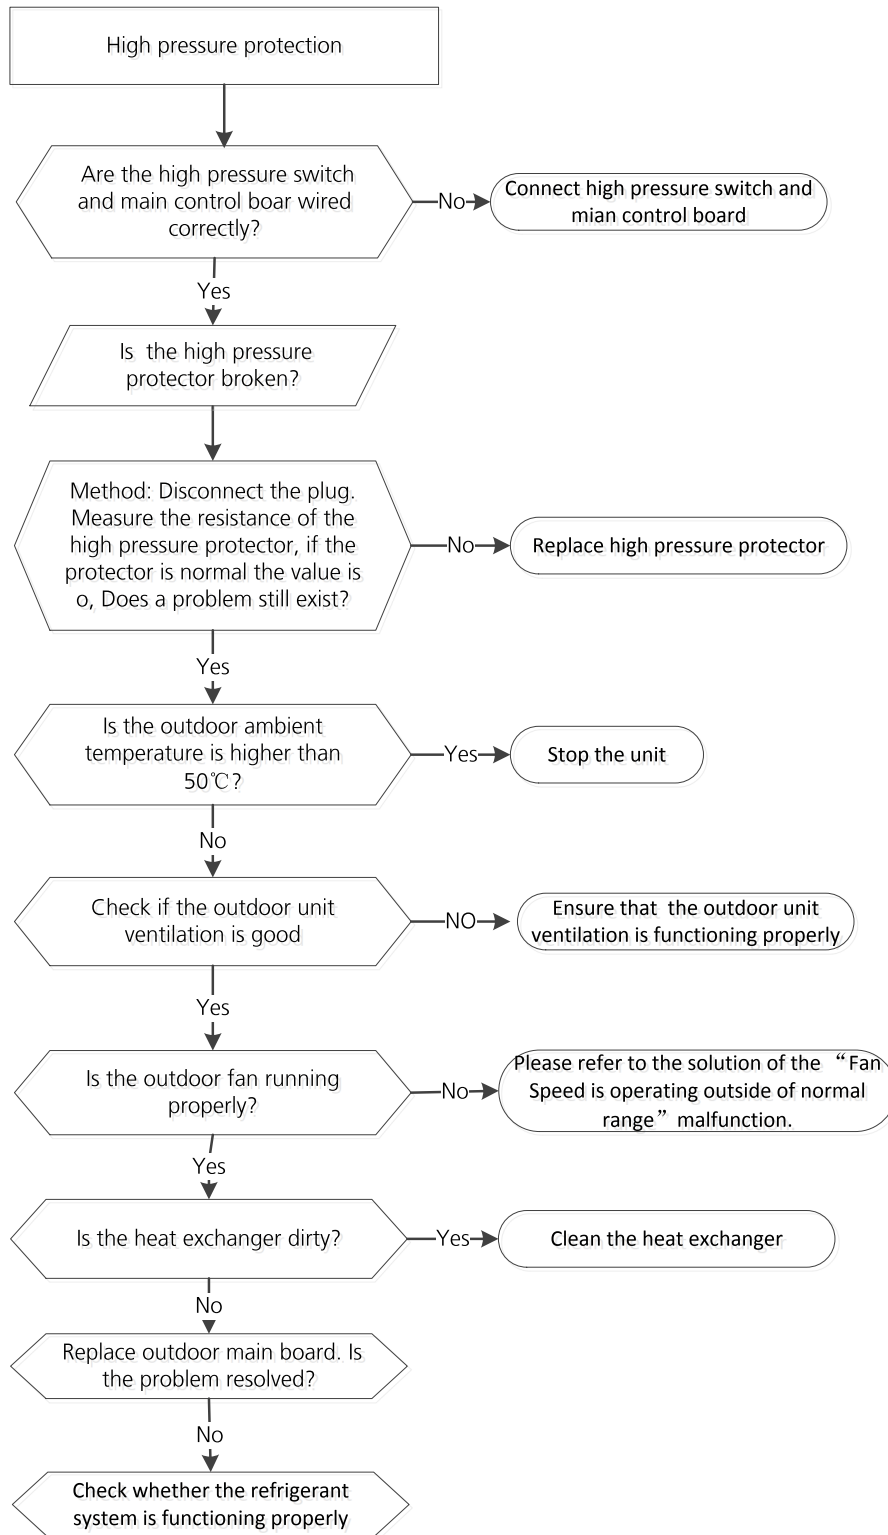 High pressure protection
Are the high pressure switch
and main control boar wired
correctly?
No
Connect high pressure switch and
mian control board
Yes
Is the high pressure
protector broken?
Method: Disconnect the plug.
Measure the resistance of the
high pressure protector, if the
protector is normal the value is
o, Does a problem still exist?
No
Replace high pressure protector
Yes
Is the outdoor ambient
temperature is higher than
50℃?
Yes
Stop the unit
No
Check if the outdoor unit
ventilation is good
NO
Ensure that the outdoor unit
ventilation is functioning properly
Yes
Is the outdoor fan running
properly?
No
Please refer to the solution of the “Fan
Speed is operating outside of normal
range” malfunction.
Yes
Is the heat exchanger dirty?
Yes
Clean the heat exchanger
No
Replace outdoor main board. Is
the problem resolved?
No
Check whether the refrigerant
system is functioning properly